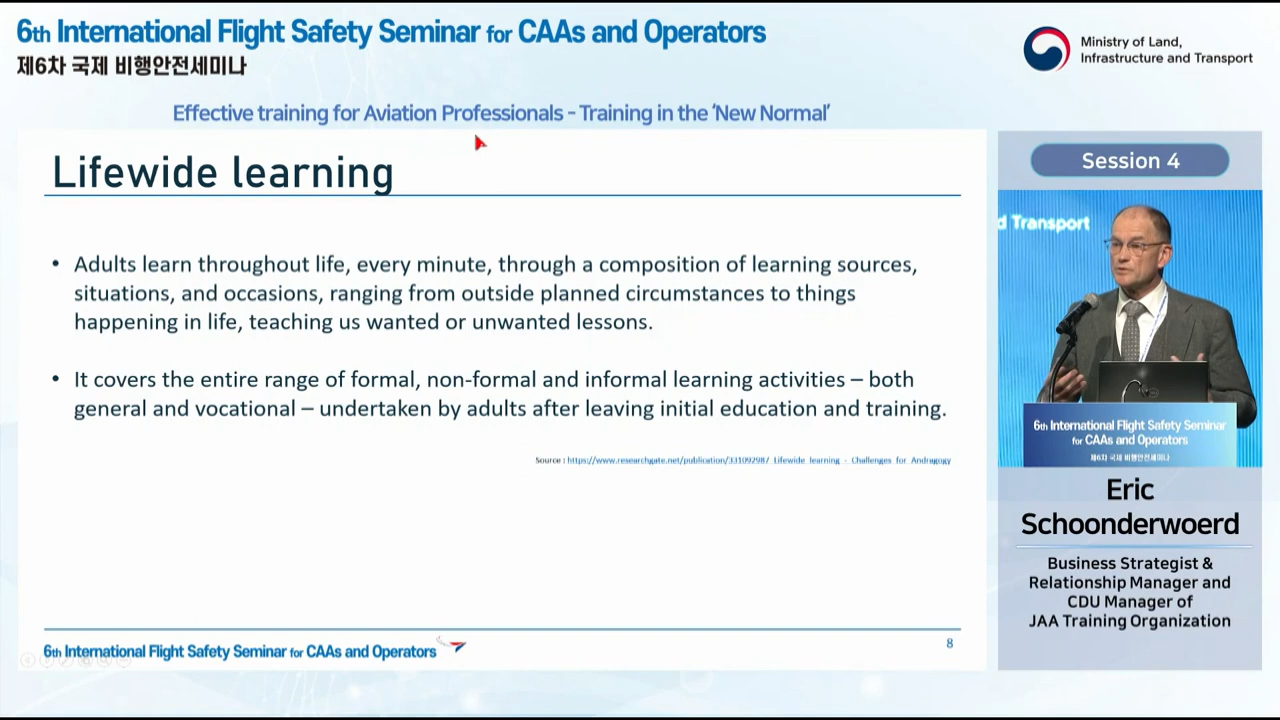 6th International Flight Safety Seminar for CAAs and Operators
제6차 국제 비행안전세미나
Ministry of Land,
Infrastructure and Transport
Effective training for Aviation Professionals - Training in the 'New Normal'
Lifewide learning
• Adults learn throughout life, every minute, through a composition of learning sources,
situations, and occasions, ranging from outside planned circumstances to things
happening in life, teaching us wanted or unwanted lessons.
• It covers the entire range of formal, non-formal and informal learning activities – both
general and vocational – undertaken by adults after leaving initial education and training.
Source : https://www.researchgate.net/publication/33109298/ Lifewide learning - Challenges for Andragogy
6th International Flight Safety Seminar for CAAs and Operators
8
Session 4
d Transport
6th International Flight Safety Seminar
for CAAs and Operators
제6차 국제 비행안전세미나
Eric
Schoonderwoerd
Business Strategist &
Relationship Manager and
CDU Manager of
JAA Training Organization